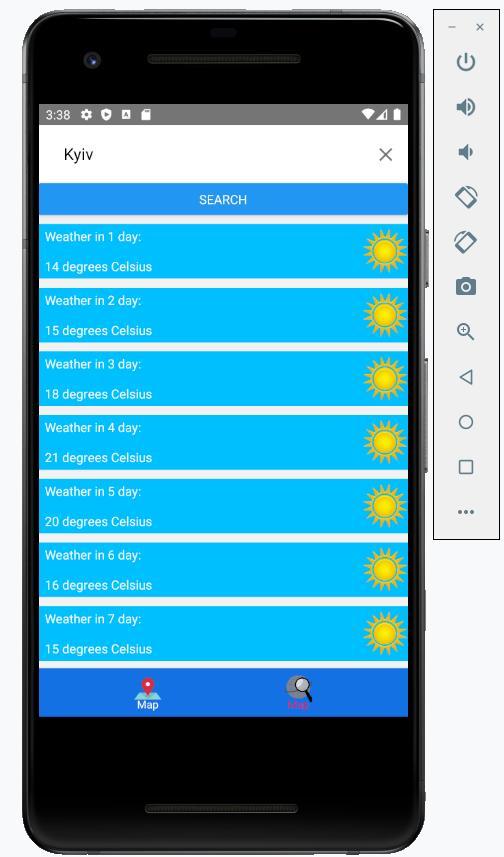 3:38
Kyiv
SEARCH
Weather in 1 day:
14 degrees Celsius
Weather in 2 day:
15 degrees Celsius
Weather in 3 day:
18 degrees Celsius
Weather in 4 day:
21 degrees Celsius
Weather in 5 day:
20 degrees Celsius
Weather in 6 day:
16 degrees Celsius
Weather in 7 day:
15 degrees Celsius
Map
Map